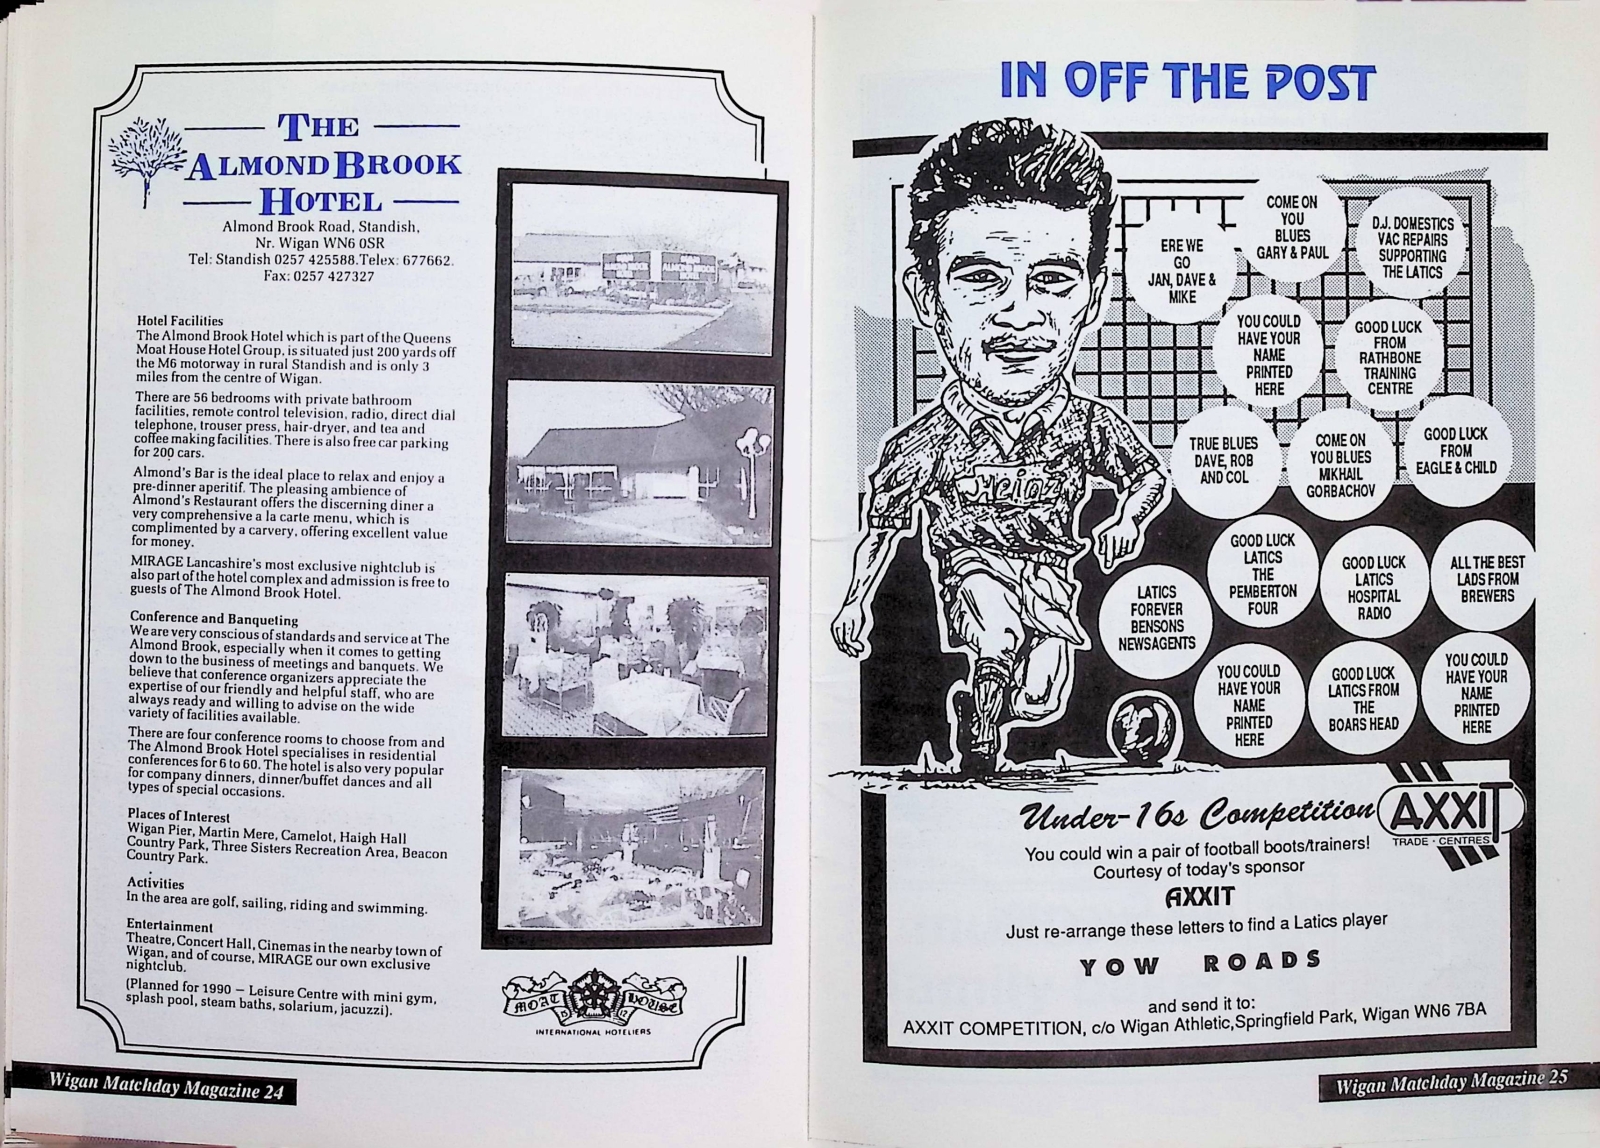 THE
ALMOND BROOK
HOTEL
Almond Brook Road, Standish,
Nr. Wigan WN6 0SR
Tel: Standish 0257 425588.Telex: 677662.
Fax: 0257 427327
Hotel Facilities
The Almond Brook Hotel which is part of the Queens
Moat House Hotel Group, is situated just 200 yards off
the M6 motorway in rural Standish and is only 3
miles from the centre of Wigan.
There are 56 bedrooms with private bathroom
facilities, remote control television, radio, direct dial
telephone, trouser press, hair-dryer, and tea and
coffee making facilities. There is also free car parking
for 200 cars.
Almond's Bar is the ideal place to relax and enjoy a
pre-dinner aperitif. The pleasing ambience of
Almond's Restaurant offers the discerning diner a
very comprehensive a la carte menu, which is
complimented by a carvery, offering excellent value
for money.
MIRAGE Lancashire's most exclusive nightclub is
also part of the hotel complex and admission is free to
guests of The Almond Brook Hotel.
Conference and Banqueting
We are very conscious of standards and service at The
Almond Brook, especially when it comes to getting
down to the business of meetings and banquets. We
believe that conference organizers appreciate the
expertise of our friendly and helpful staff, who are
always ready and willing to advise on the wide
variety of facilities available.
There are four conference rooms to choose from and
The Almond Brook Hotel specialises in residential
conferences for 6 to 60. The hotel is also very popular
for company dinners, dinner/buffet dances and all
types of special occasions.
Places of Interest
Wigan Pier, Martin Mere, Camelot, Haigh Hall
Country Park, Three Sisters Recreation Area, Beacon
Country Park.
Activities
In the area are golf, sailing, riding and swimming.
Entertainment
Theatre, Concert Hall, Cinemas in the nearby town of
Wigan, and of course, MIRAGE our own exclusive
nightclub.
(Planned for 1990 – Leisure Centre with mini gym,
splash pool, steam baths, solarium, jacuzzi).
MOAT HOUSE
INTERNATIONAL HOTELIERS
Wigan Matchday Magazine 24
IN OFF THE POST
ERE WE
GO
JAN, DAVE &
MIKE
COME ON
YOU
BLUES
GARY & PAUL
D.J. DOMESTICS
VAC REPAIRS
SUPPORTING
THE LATICS
YOU COULD
HAVE YOUR
NAME
PRINTED
HERE
GOOD LUCK
FROM
RATHBONE
TRAINING
CENTRE
TRUE BLUES
DAVE, ROB
AND COL
COME ON
YOU BLUES
MIKHAIL
GORBACHOV
GOOD LUCK
FROM
EAGLE & CHILD
Heinz
LATICS
FOREVER
BENSONS
NEWSAGENTS
GOOD LUCK
LATICS
THE
PEMBERTON
FOUR
GOOD LUCK
LATICS
HOSPITAL
RADIO
ALL THE BEST
LADS FROM
BREWERS
YOU COULD
HAVE YOUR
NAME
PRINTED
HERE
GOOD LUCK
LATICS FROM
THE
BOARS HEAD
YOU COULD
HAVE YOUR
NAME
PRINTED
HERE
Under-16s Competition
AXXIT
TRADE · CENTRES
You could win a pair of football boots/trainers!
Courtesy of today's sponsor
AXXIT
Just re-arrange these letters to find a Latics player
YOW ROADS
and send it to:
AXXIT COMPETITION, c/o Wigan Athletic, Springfield Park, Wigan WN6 7BA
Wigan Matchday Magazine 25